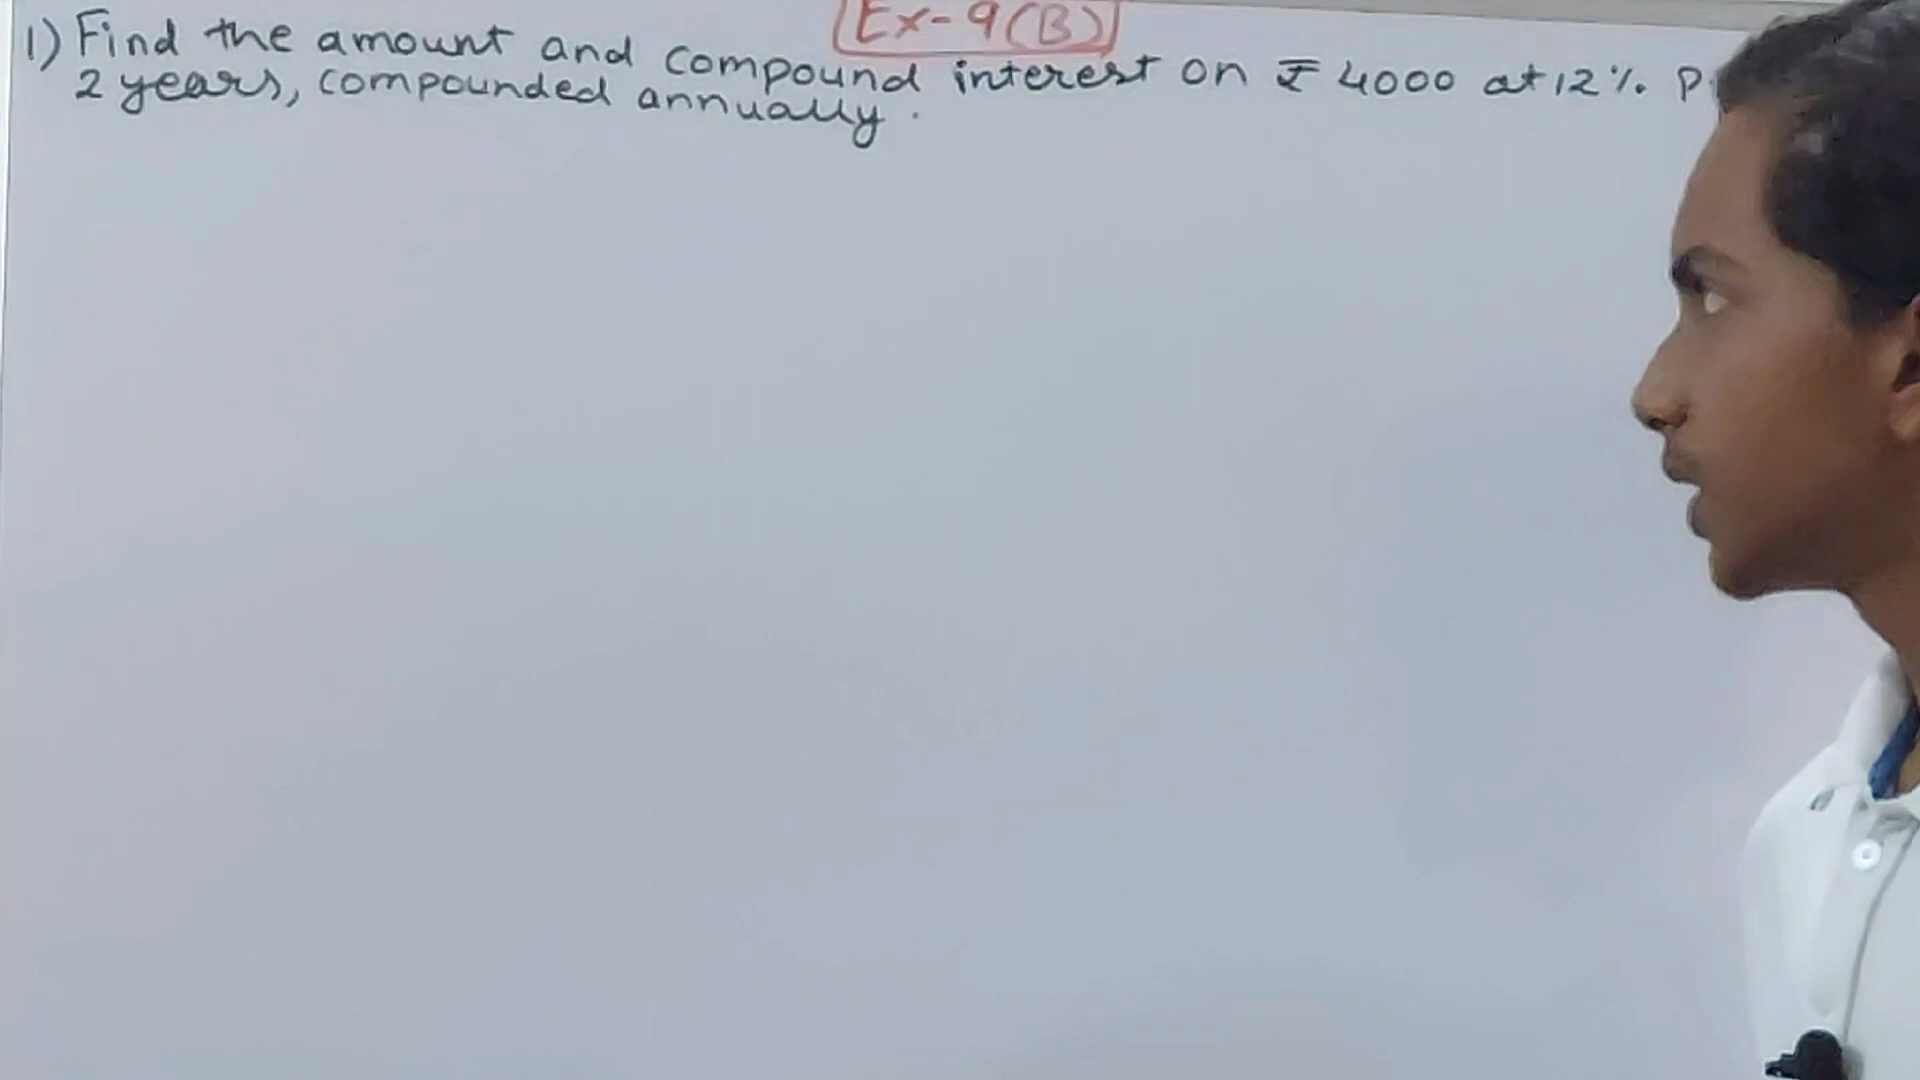 Ex-9(B)
1) Find the amount and compound interest on ₹ 4000 at 12%. P
2 years, compounded annually.